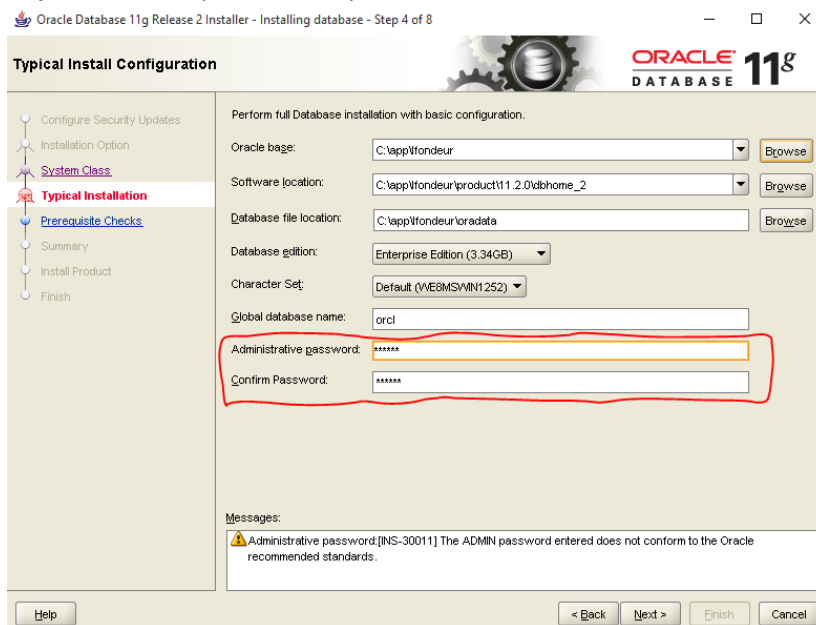 Oracle Database 11g Release 2 Installer - Installing database - Step 4 of 8
Typical Install Configuration
ORACLE
DATABASE
11g
Configure Security Updates
Installation Option
System Class
Typical Installation
Prerequisite Checks
Summary
Install Product
Finish
Perform full Database installation with basic configuration.
Oracle base:
C:\app\lfondeur
Browse
Software location:
C:\app\lfondeur\product\11.2.0\dbhome_2
Browse
Database file location:
C:\app\lfondeur\oradata
Browse
Database edition:
Enterprise Edition (3.34GB)
Character Set:
Default (WE8MSWIN1252)
Global database name:
orcl
Administrative password:
******
Confirm Password:
******
Messages:
Administrative password:[INS-30011] The ADMIN password entered does not conform to the Oracle
recommended standards.
Help
< Back
Next >
Finish
Cancel